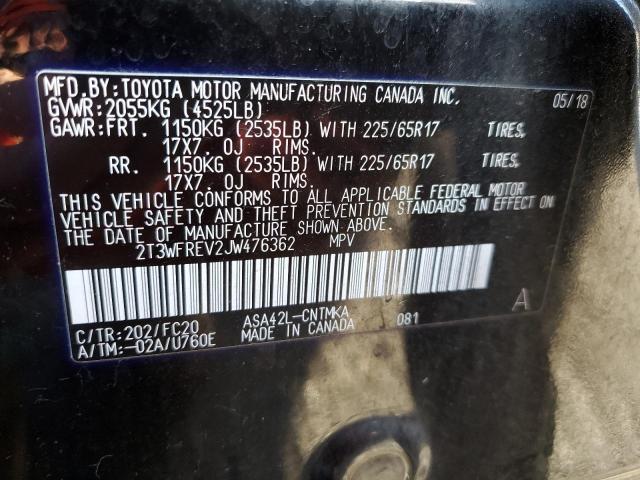 MFD.BY:TOYOTA MOTOR MANUFACTURING CANADA INC. 05/18
GVWR:2055KG (4525LB)
GAWR:FRT. 1150KG (2535LB) WITH 225/65R17 TIRES,
17X7. 0J RIMS.
RR. 1150KG (2535LB) WITH 225/65R17 TIRES,
17X7. 0J RIMS.
THIS VEHICLE CONFORMS TO ALL APPLICABLE FEDERAL MOTOR
VEHICLE SAFETY AND THEFT PREVENTION STANDARDS IN EFFECT ON
THE DATE OF MANUFACTURE SHOWN ABOVE.
2T3WFREV2JW476362 MPV
A
C/TR:202/FC20 ASA42L-CNTMKA 081
A/TM:-02A/U760E MADE IN CANADA